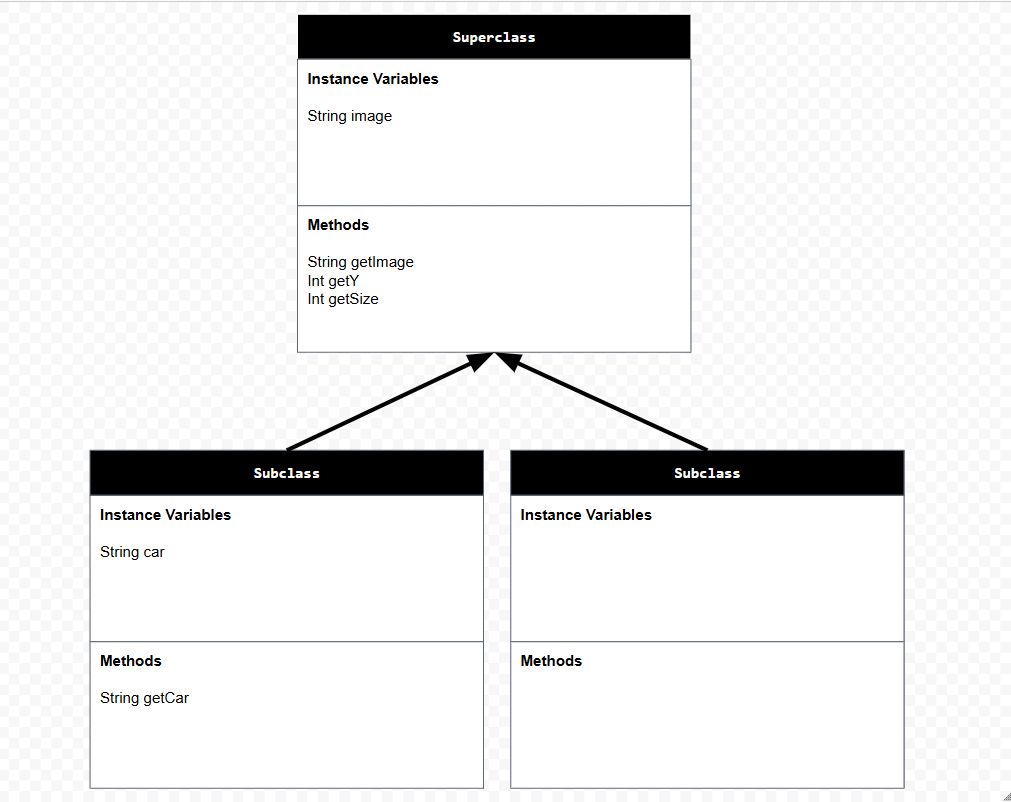 Superclass
Instance Variables
String image
Methods
String getImage
Int getY
Int getSize
Subclass
Instance Variables
String car
Methods
String getCar
Subclass
Instance Variables
Methods